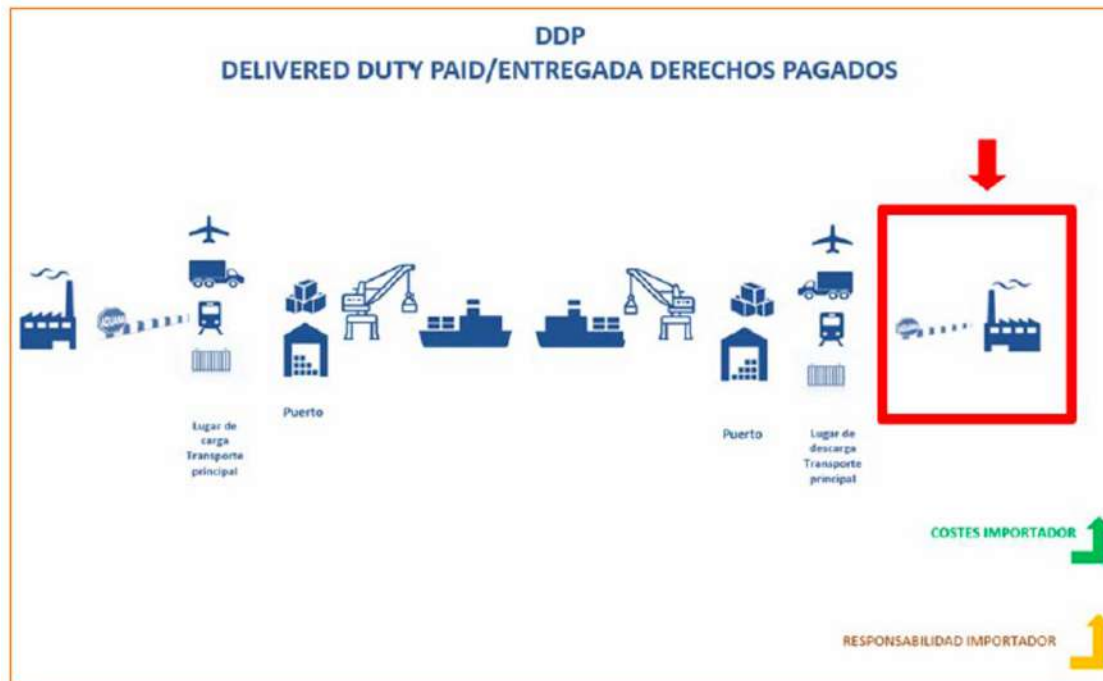 DDP
DELIVERED DUTY PAID/ENTREGADA DERECHOS PAGADOS
Puerto
Lugar de
carga
Transporte
principal
Puerto
Lugar de
descarga
Transporte
principal
COSTES IMPORTADOR
RESPONSABILIDAD IMPORTADOR